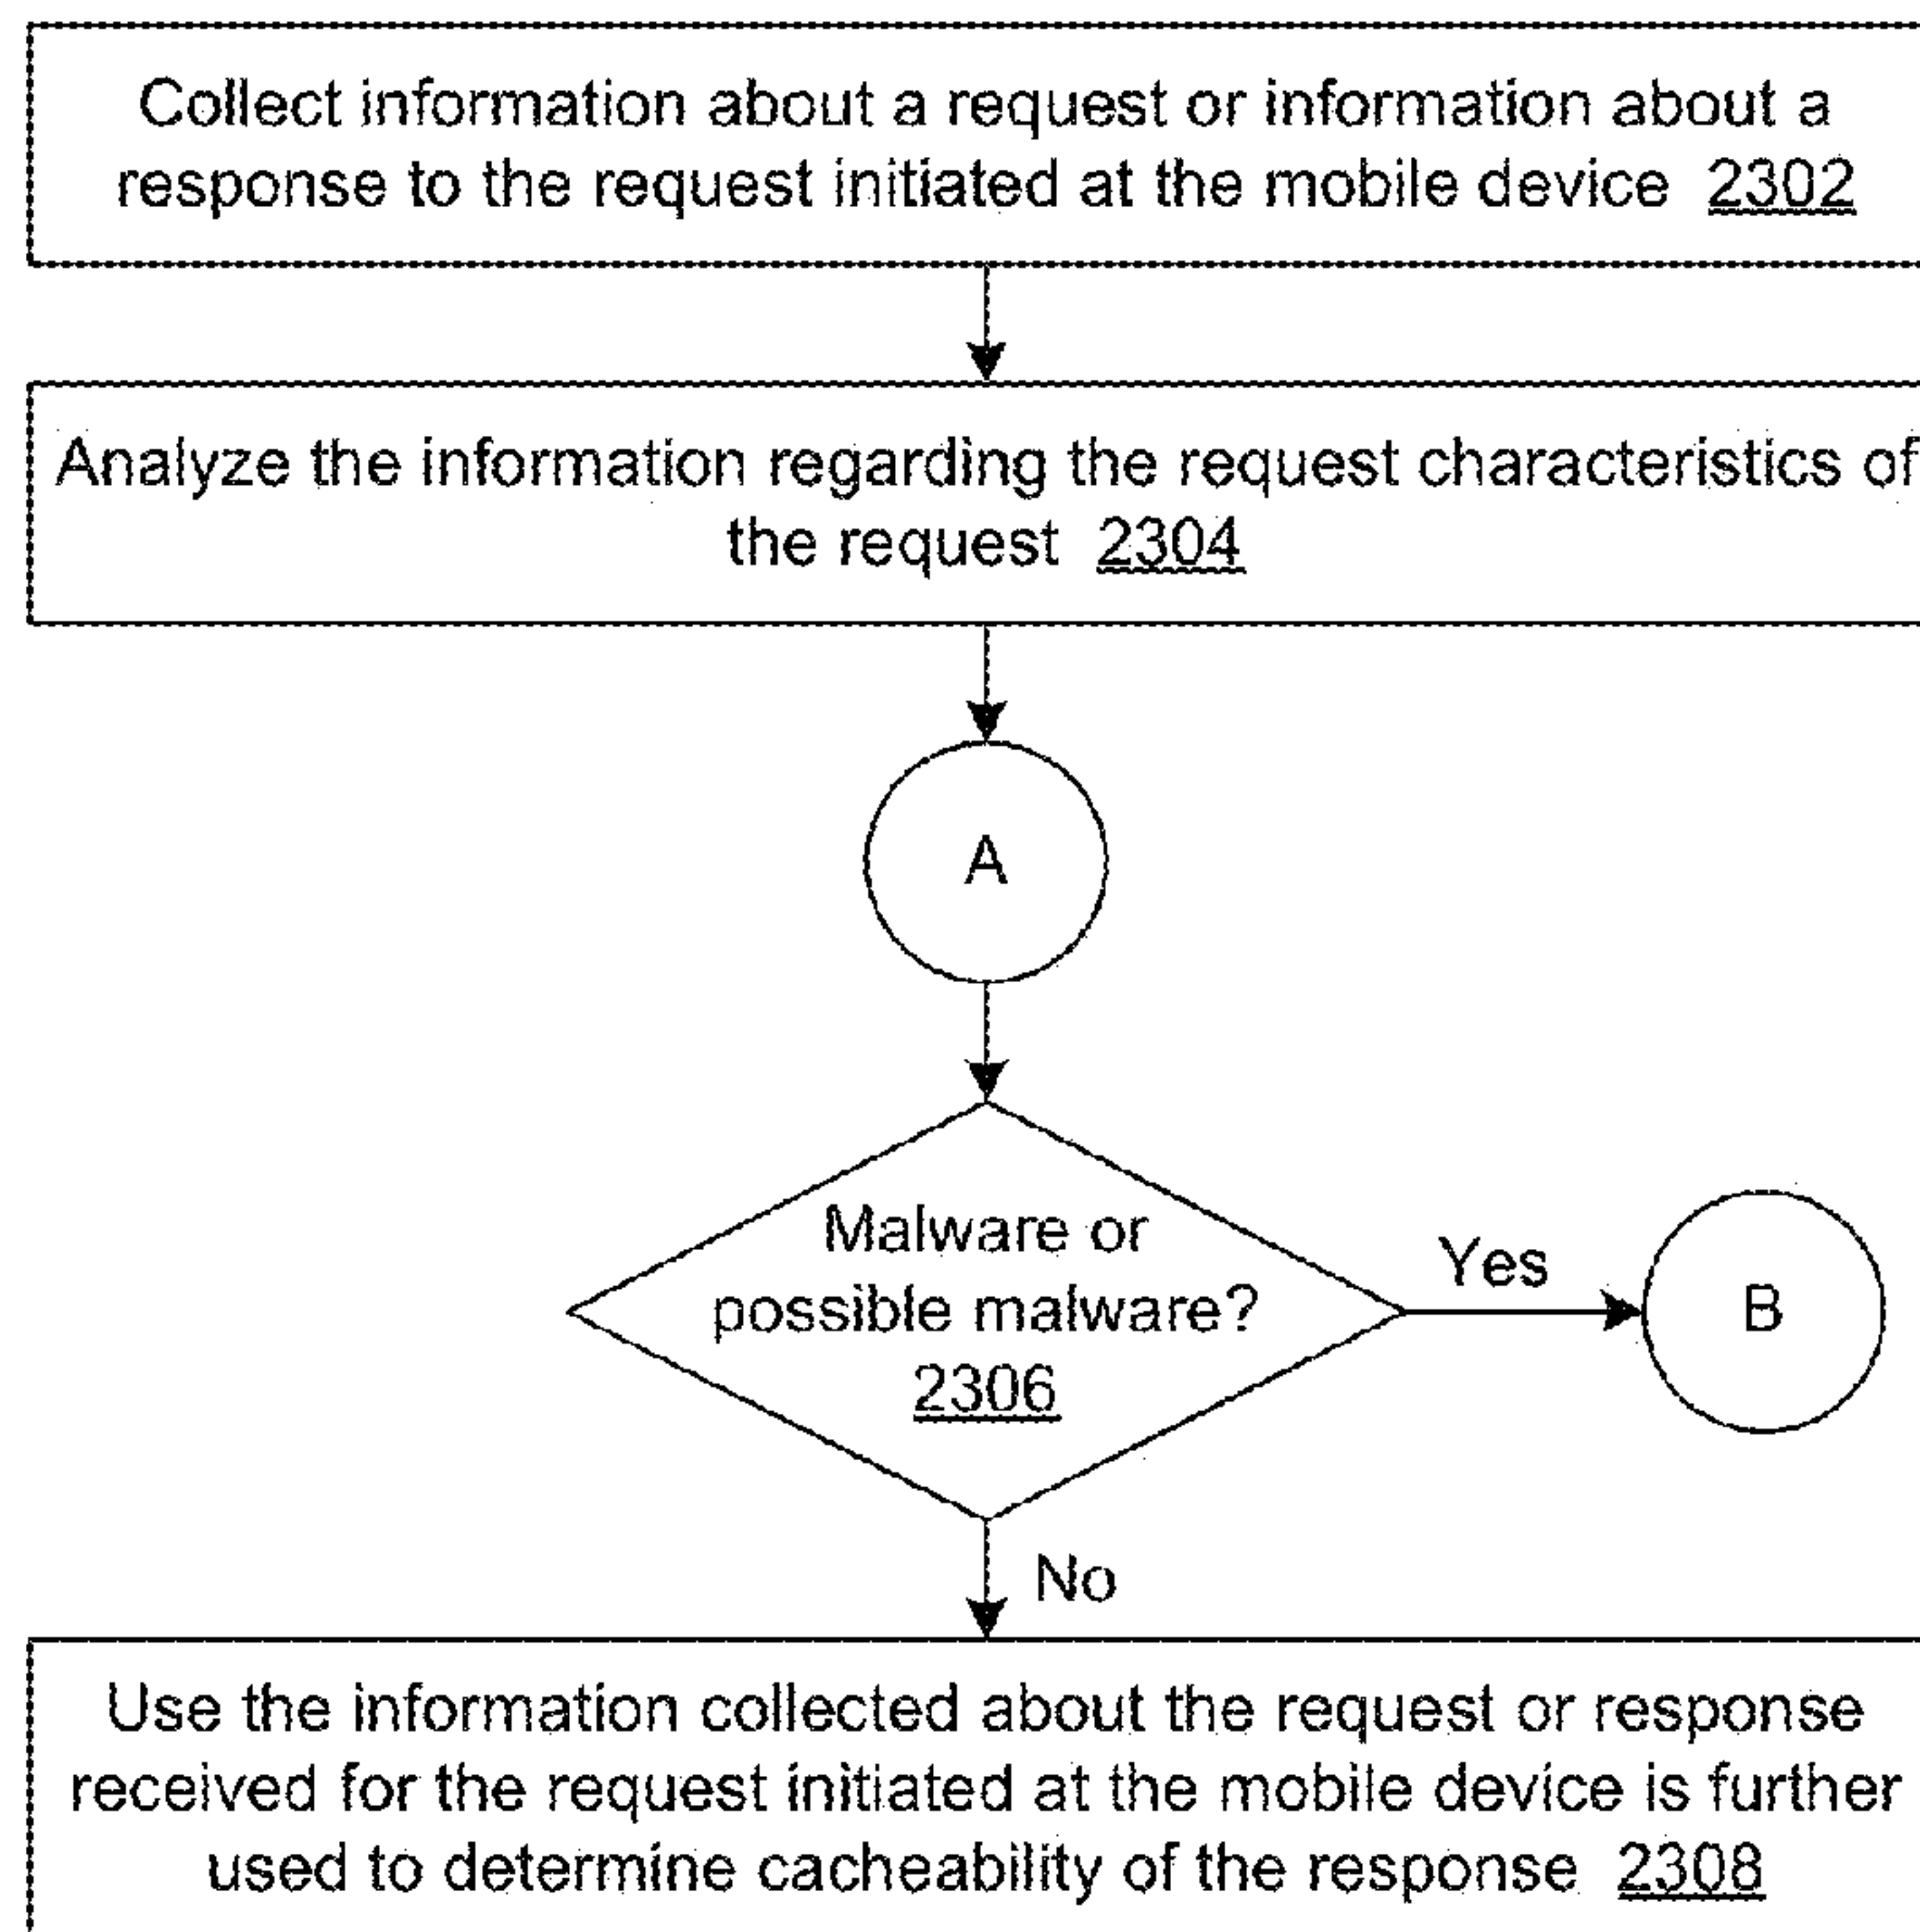 Collect information about a request or information about a
response to the request initiated at the mobile device 2302
Analyze the information regarding the request characteristics of
the request 2304
A
Malware or
possible malware?
2306
Yes
B
No
Use the information collected about the request or response
received for the request initiated at the mobile device is further
used to determine cacheability of the response 2308